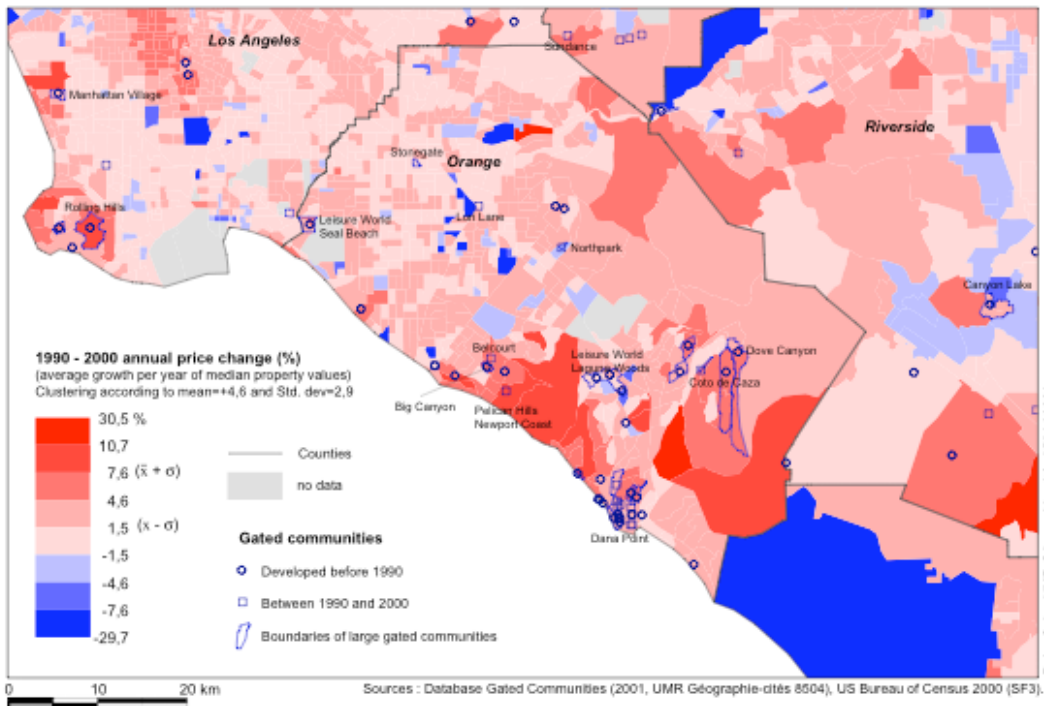 Los Angeles
Sundance
Manhattan Village
Riverside
Stonegate
Orange
Rolling Hills
Lon Lane
Leisure World
Seal Beach
Northpark
Canyon Lake
1990 - 2000 annual price change (%)
(average growth per year of median property values)
Clustering according to mean=+4,6 and Std. dev=2,9
Belcourt
Leisure World
Laguna Woods
Dove Canyon
Coto de Caza
Big Canyon
Pelican Hills
Newport Coast
30,5 %
10,7
7,6 (x̄ + σ)
4,6
1,5 (x - σ)
-1,5
-4,6
-7,6
-29,7
Counties
no data
Gated communities
Developed before 1990
Between 1990 and 2000
Boundaries of large gated communities
Dana Point
0 10 20 km
Sources : Database Gated Communities (2001, UMR Géographie-cités 8504), US Bureau of Census 2000 (SF3).